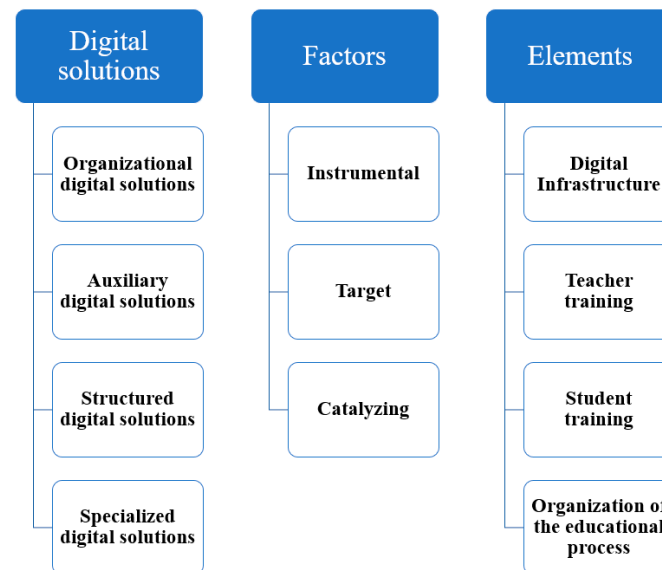 Digital
solutions
Organizational
digital solutions
Auxiliary
digital solutions
Structured
digital solutions
Specialized
digital solutions
Factors
Instrumental
Target
Catalyzing
Elements
Digital
Infrastructure
Teacher
training
Student
training
Organization of
the educational
process